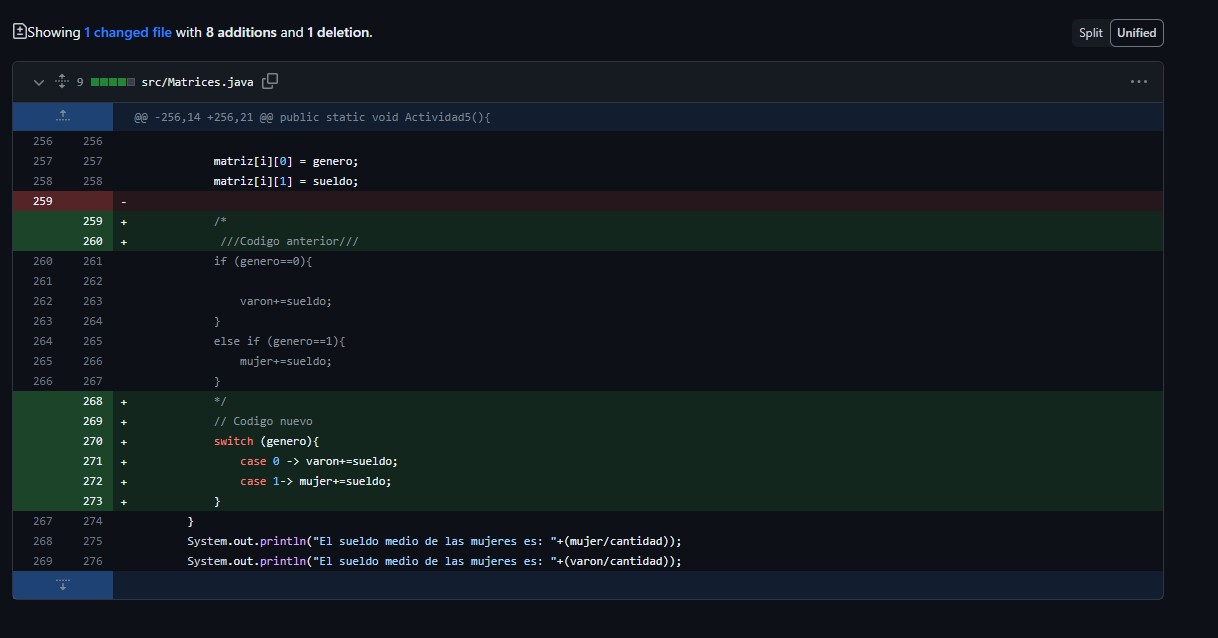 Showing 1 changed file with 8 additions and 1 deletion.
Split Unified
9 src/Matrices.java
@@ -256,14 +256,21 @@ public static void Actividad5(){
256 256
257 257 matriz[i][0] = genero;
258 258 matriz[i][1] = sueldo;
259 -
259 + /*
260 + ///Codigo anterior///
260 261 if (genero==0){
261 262
262 263 varon+=sueldo;
263 264 }
264 265 else if (genero==1){
265 266 mujer+=sueldo;
266 267 }
268 + */
269 + // Codigo nuevo
270 + switch (genero){
271 + case 0 -> varon+=sueldo;
272 + case 1-> mujer+=sueldo;
273 + }
267 274 }
268 275 System.out.println("El sueldo medio de las mujeres es: "+(mujer/cantidad));
269 276 System.out.println("El sueldo medio de las mujeres es: "+(varon/cantidad));